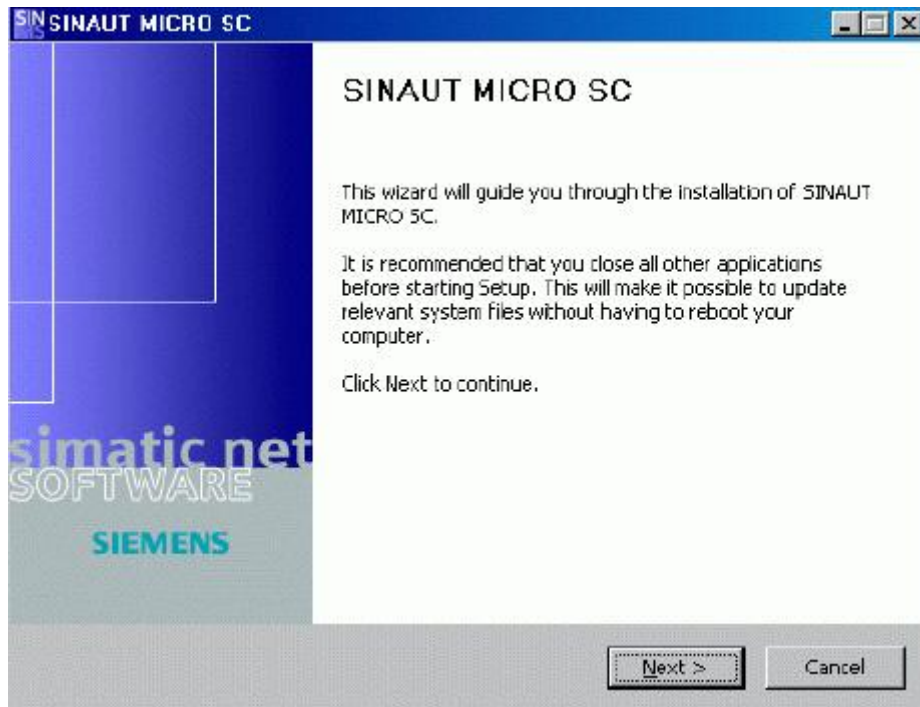 SINAUT MICRO SC
SINAUT MICRO SC
This wizard will guide you through the installation of SINAUT
MICRO SC.
It is recommended that you close all other applications
before starting Setup. This will make it possible to update
relevant system files without having to reboot your
computer.
Click Next to continue.
simatic net
SOFTWARE
SIEMENS
Next >
Cancel